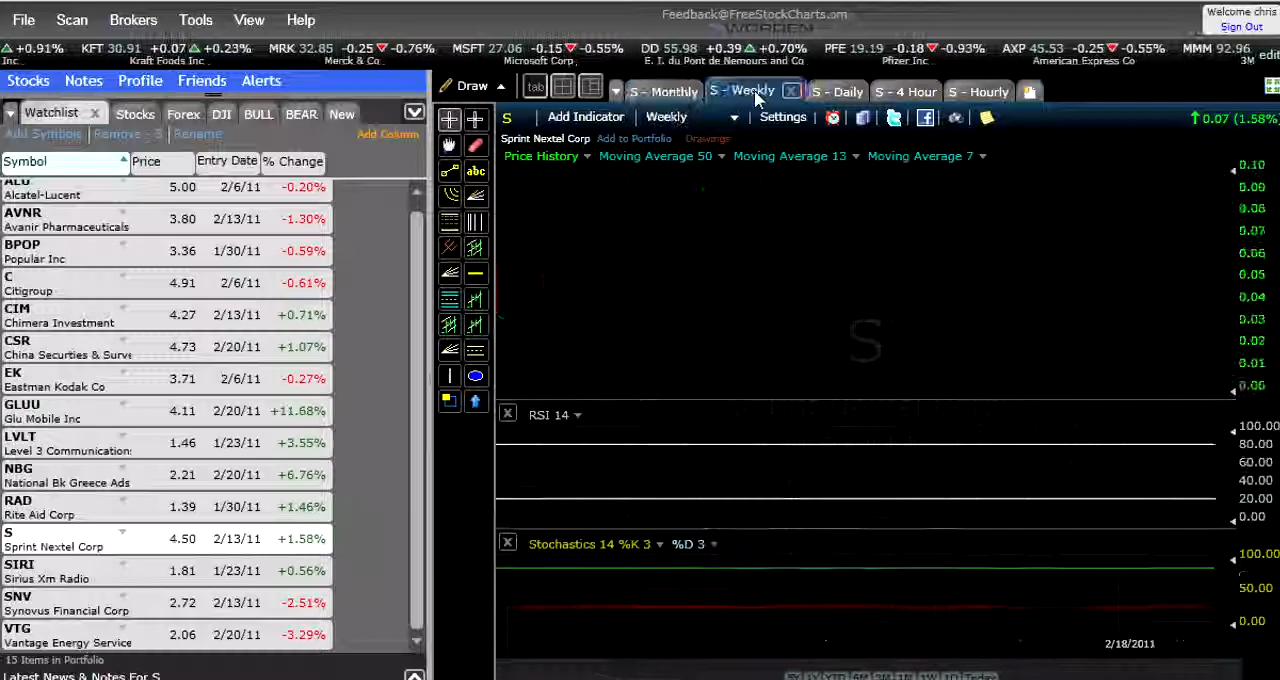 File Scan Brokers Tools View Help
Feedback@FreeStockCharts.om
Welcome chris
Sign Out
+0.91% KFT 30.91 +0.07 +0.23% MRK 32.85 -0.25 -0.76% MSFT 27.06 -0.15 -0.55% DD 55.98 +0.39 +0.70% PFE 19.19 -0.18 -0.93% AXP 45.53 -0.25 -0.55% MMM 92.96 edit
Inc Kraft Foods Inc Merck & Co Microsoft Corp E. I. du Pont de Nemours and Co Pfizer Inc American Express Co 3M
Stocks Notes Profile Friends Alerts
Draw tab S - Monthly S - Weekly S - Daily S - 4 Hour S - Hourly
Watchlist Stocks Forex DJI BULL BEAR New
S Add Indicator Weekly Settings 0.07 (1.58%
Add Symbols Remove - S Rename Add Column
Sprint Nextel Corp Add to Portfolio Drawings
Price History Moving Average 50 Moving Average 13 Moving Average 7
Symbol Price Entry Date % Change
ALU 5.00 2/6/11 -0.20%
Alcatel-Lucent
AVNR 3.80 2/13/11 -1.30%
Avanir Pharmaceuticals
BPOP 3.36 1/30/11 -0.59%
Popular Inc
C 4.91 2/6/11 -0.61%
Citigroup
CIM 4.27 2/13/11 +0.71%
Chimera Investment
CSR 4.73 2/20/11 +1.07%
China Securities & Surve
EK 3.71 2/6/11 -0.27%
Eastman Kodak Co
GLUU 4.11 2/20/11 +11.68%
Glu Mobile Inc
LVLT 1.46 1/23/11 +3.55%
Level 3 Communication
NBG 2.21 2/20/11 +6.76%
National Bk Greece Ads
RAD 1.39 1/30/11 +1.46%
Rite Aid Corp
S 4.50 2/13/11 +1.58%
Sprint Nextel Corp
SIRI 1.81 1/23/11 +0.56%
Sirius Xm Radio
SNV 2.72 2/13/11 -2.51%
Synovus Financial Corp
VTG 2.06 2/20/11 -3.29%
Vantage Energy Service
15 Items in Portfolio
Latest News & Notes For S
abc
S
0.10
0.09
0.08
0.07
0.06
0.05
0.04
0.03
0.02
0.01
RSI 14
100.00
80.00
60.00
40.00
20.00
0.00
Stochastics 14 %K 3 %D 3
100.00
50.00
0.00
2/18/2011